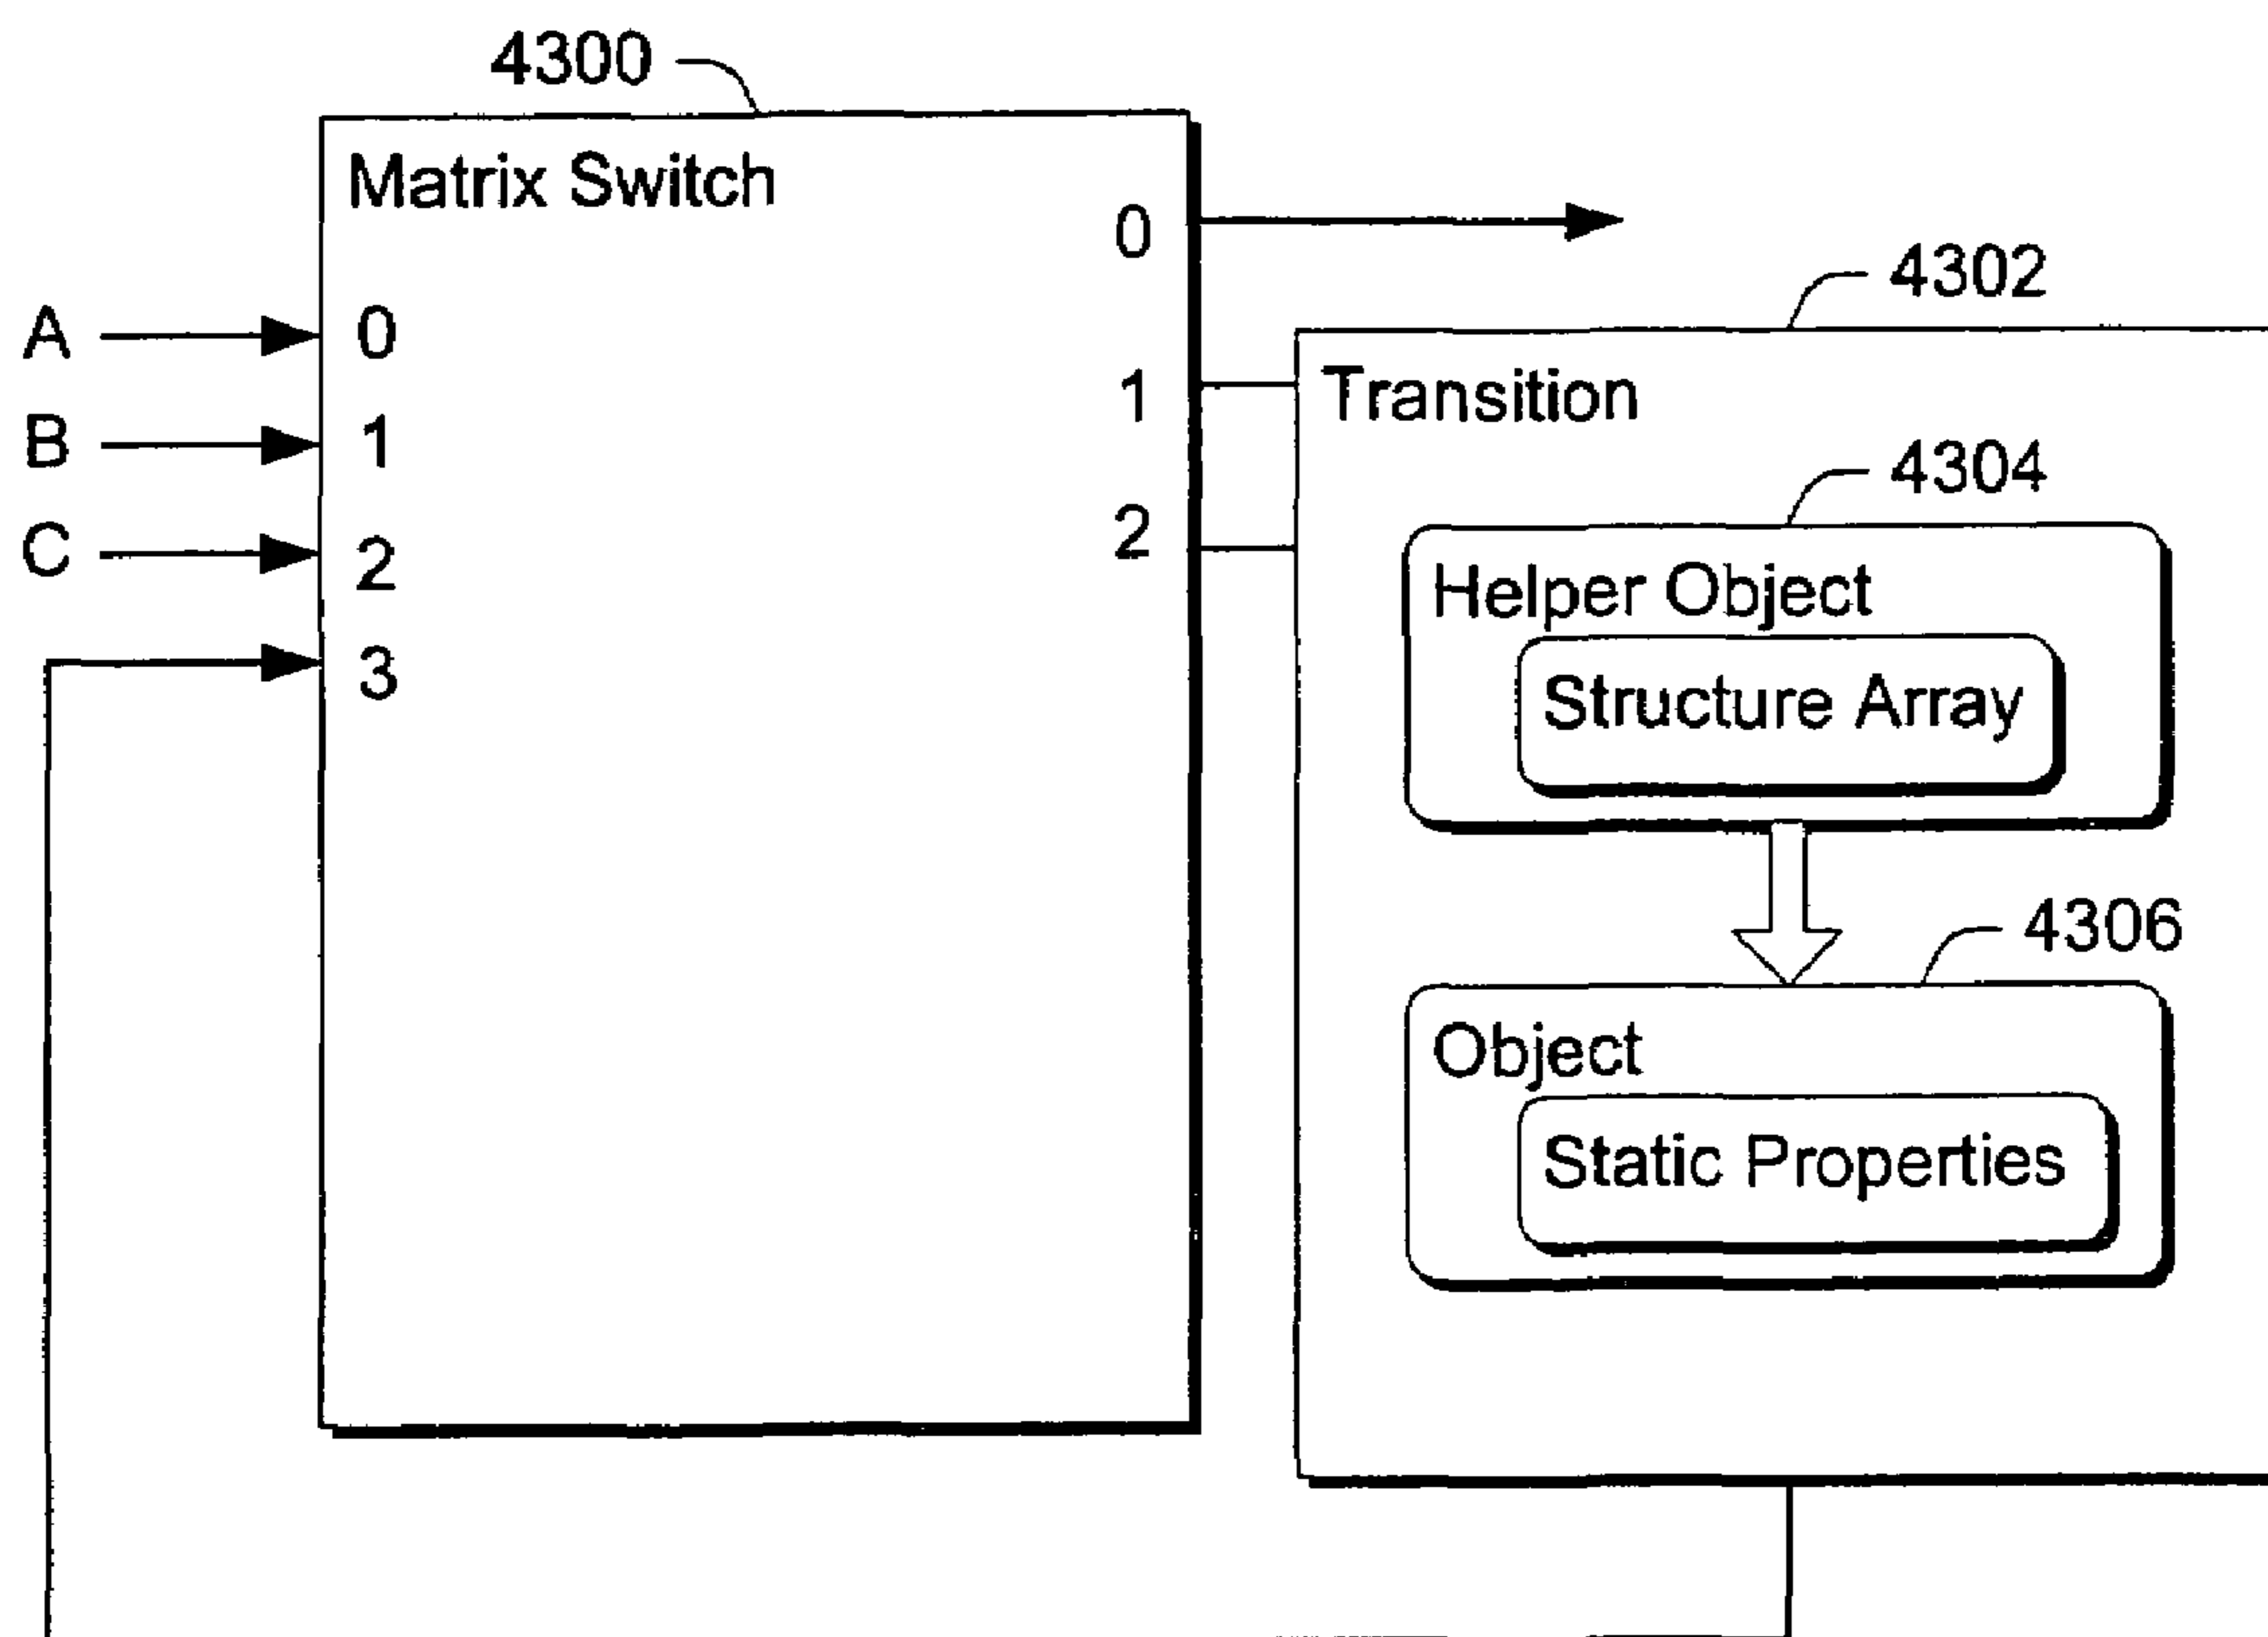 4300
Matrix Switch
0
4302
A 0
1
Transition
B 1
4304
2
C 2
Helper Object
3
Structure Array
4306
Object
Static Properties